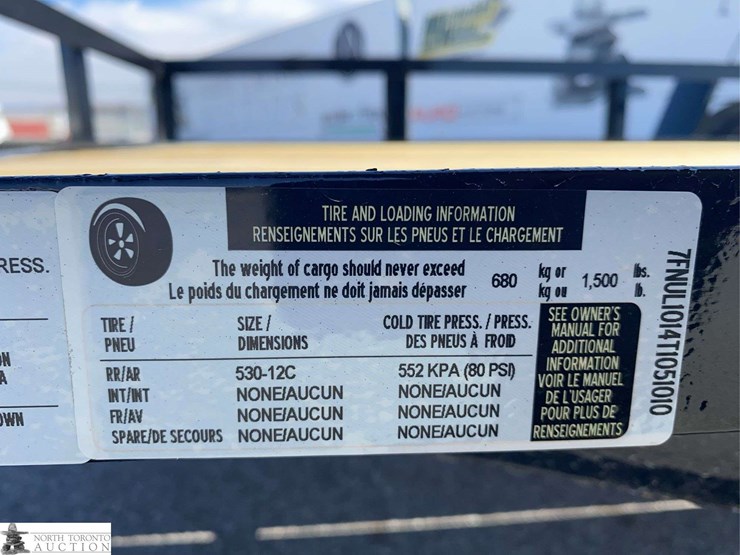 RESS.
TIRE AND LOADING INFORMATION
RENSEIGNEMENTS SUR LES PNEUS ET LE CHARGEMENT
The weight of cargo should never exceed 680 kg or 1,500 lbs.
Le poids du chargement ne doit jamais dépasser kg ou lb.
TIRE / SIZE / COLD TIRE PRESS. / PRESS.
PNEU DIMENSIONS DES PNEUS À FROID
RR/AR 530-12C 552 KPA (80 PSI)
INT/INT NONE/AUCUN NONE/AUCUN
FR/AV NONE/AUCUN NONE/AUCUN
SPARE/DE SECOURS NONE/AUCUN NONE/AUCUN
SEE OWNER'S
MANUAL FOR
ADDITIONAL
INFORMATION
VOIR LE MANUEL
DE L'USAGER
POUR PLUS DE
RENSEIGNEMENTS
7FNUL1014T1051010
NORTH TORONTO
AUCTION